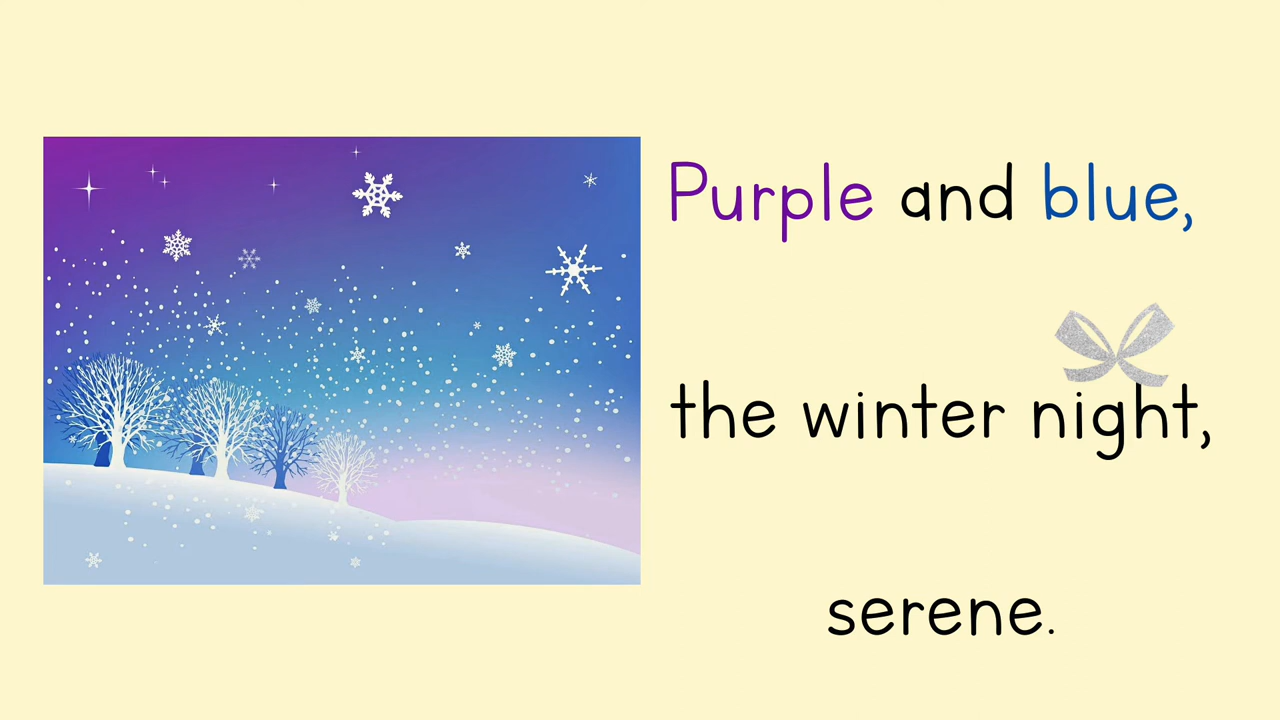 Purple and blue,
the winter night,
serene.